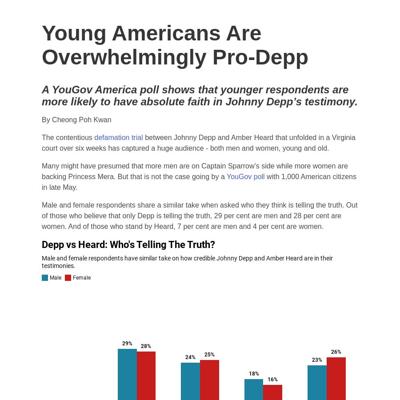 Young Americans Are
Overwhelmingly Pro-Depp
A YouGov America poll shows that younger respondents are
more likely to have absolute faith in Johnny Depp's testimony.
By Cheong Poh Kwan
The contentious defamation trial between Johnny Depp and Amber Heard that unfolded in a Virginia
court over six weeks has captured a huge audience - both men and women, young and old.
Many might have presumed that more men are on Captain Sparrow's side while more women are
backing Princess Mera. But that is not the case going by a YouGov poll with 1,000 American citizens
in late May.
Male and female respondents share a similar take when asked who they think is telling the truth. Out
of those who believe that only Depp is telling the truth, 29 per cent are men and 28 per cent are
women. And of those who stand by Heard, 7 per cent are men and 4 per cent are women.
Depp vs Heard: Who's Telling The Truth?
Male and female respondents have similar take on how credible Johnny Depp and Amber Heard are in their
testimonies.
Male Female
29% 28% 24% 25% 18% 16% 23% 26%